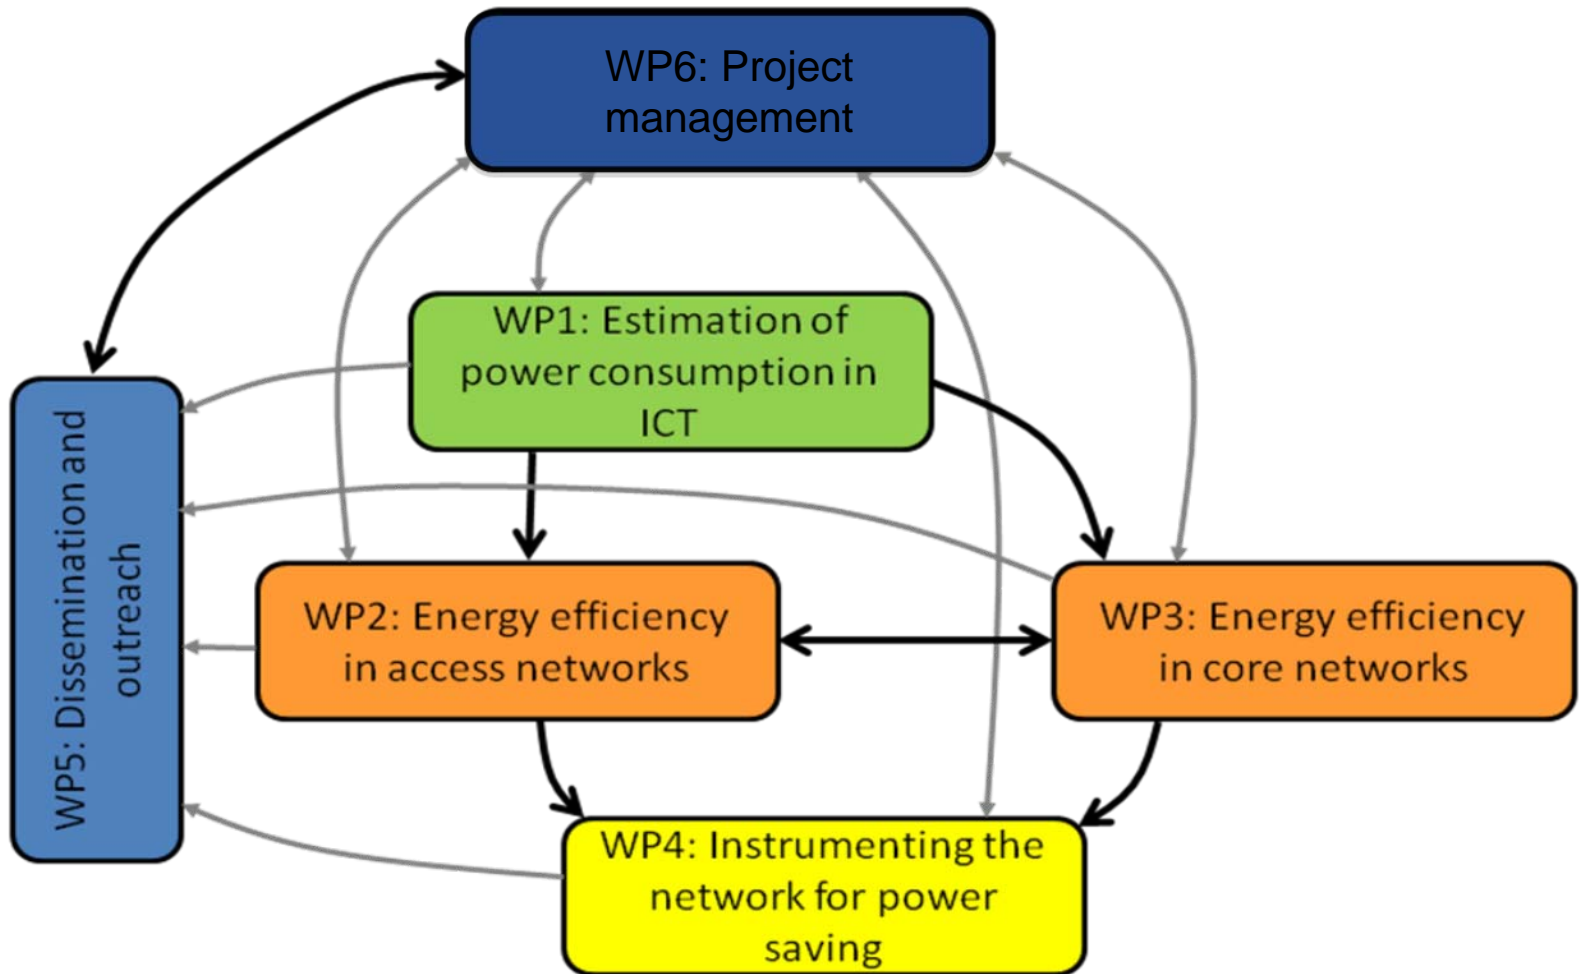 WP6: Project
management
WP1: Estimation of
power consumption in
ICT
WP5: Dissemination and
outreach
WP2: Energy efficiency
in access networks
WP3: Energy efficiency
in core networks
WP4: Instrumenting the
network for power
saving